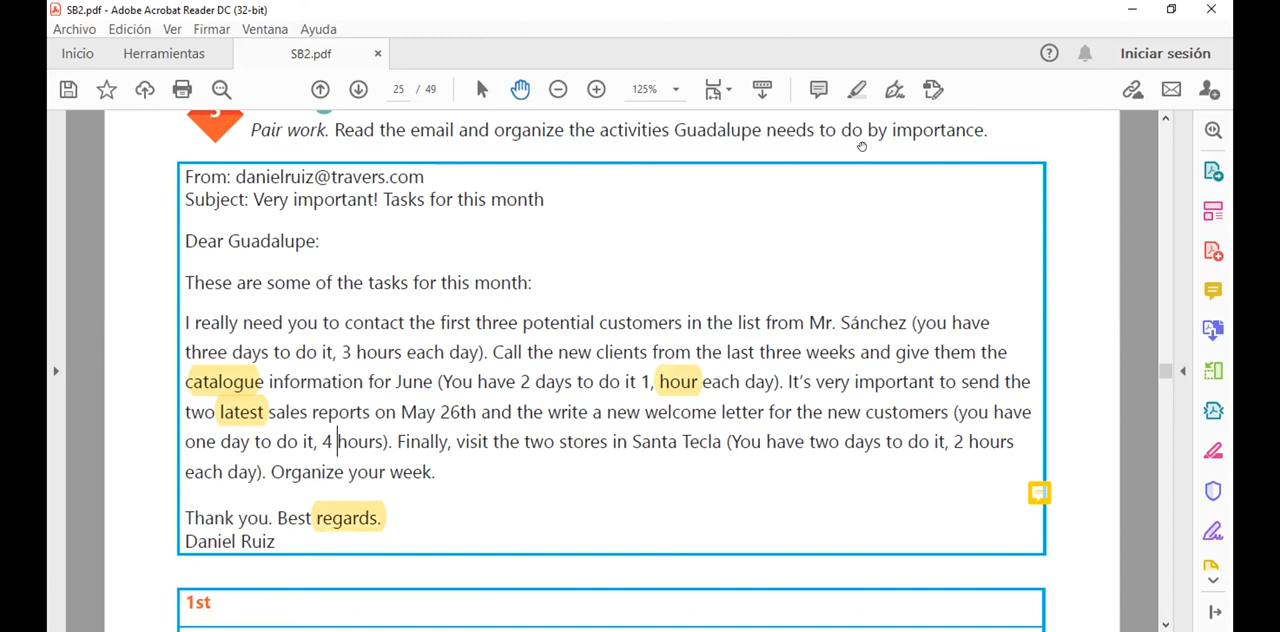 SB2.pdf - Adobe Acrobat Reader DC (32-bit)
Archivo Edición Ver Firmar Ventana Ayuda
Inicio Herramientas SB2.pdf × Iniciar sesión
25 / 49 125%
Pair work. Read the email and organize the activities Guadalupe needs to do by importance.
From: danielruiz@travers.com
Subject: Very important! Tasks for this month
Dear Guadalupe:
These are some of the tasks for this month:
I really need you to contact the first three potential customers in the list from Mr. Sánchez (you have
three days to do it, 3 hours each day). Call the new clients from the last three weeks and give them the
catalogue information for June (You have 2 days to do it 1, hour each day). It's very important to send the
two latest sales reports on May 26th and the write a new welcome letter for the new customers (you have
one day to do it, 4 hours). Finally, visit the two stores in Santa Tecla (You have two days to do it, 2 hours
each day). Organize your week.
Thank you. Best regards.
Daniel Ruiz
1st